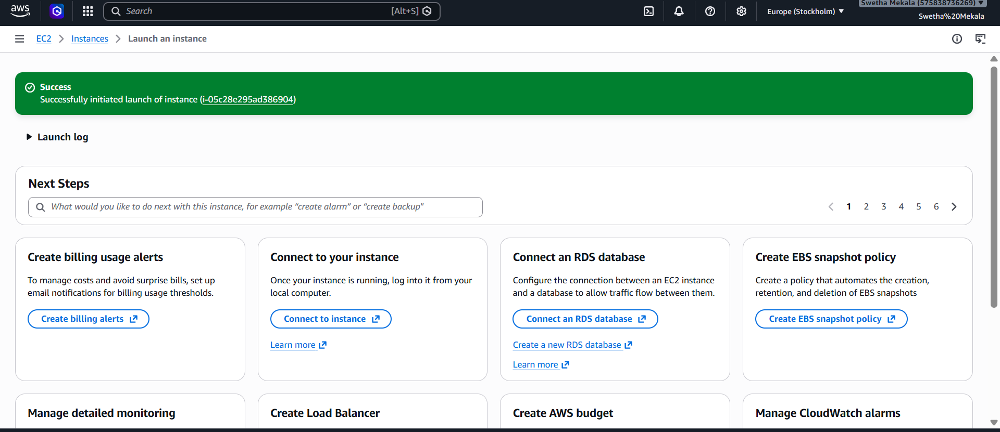 aws
Search
[Alt+S]
Europe (Stockholm)
Swetha Mekala (575838736269)
Swetha%20Mekala
EC2
Instances
Launch an instance
Success
Successfully initiated launch of instance (i-05c28e295ad386904)
Launch log
Next Steps
What would you like to do next with this instance, for example “create alarm” or “create backup"
1 2 3 4 5 6
Create billing usage alerts
To manage costs and avoid surprise bills, set up
email notifications for billing usage thresholds.
Create billing alerts
Connect to your instance
Once your instance is running, log into it from your
local computer.
Connect to instance
Learn more
Connect an RDS database
Configure the connection between an EC2 instance
and a database to allow traffic flow between them.
Connect an RDS database
Create a new RDS database
Learn more
Create EBS snapshot policy
Create a policy that automates the creation,
retention, and deletion of EBS snapshots
Create EBS snapshot policy
Manage detailed monitoring
Create Load Balancer
Create AWS budget
Manage CloudWatch alarms